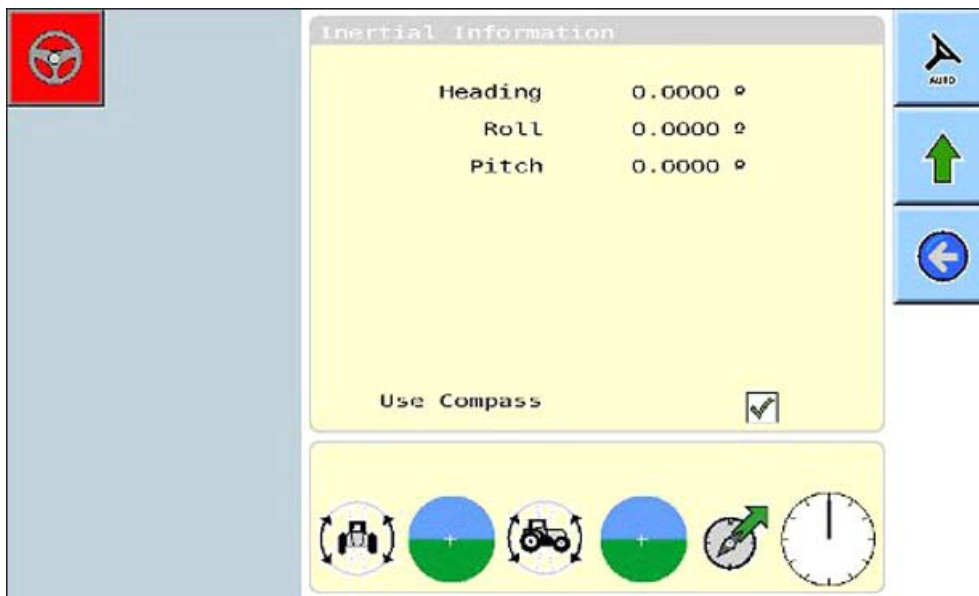 Inertial Information
Heading 0.0000 º
Roll 0.0000 º
Pitch 0.0000 º
Use Compass
AUTO